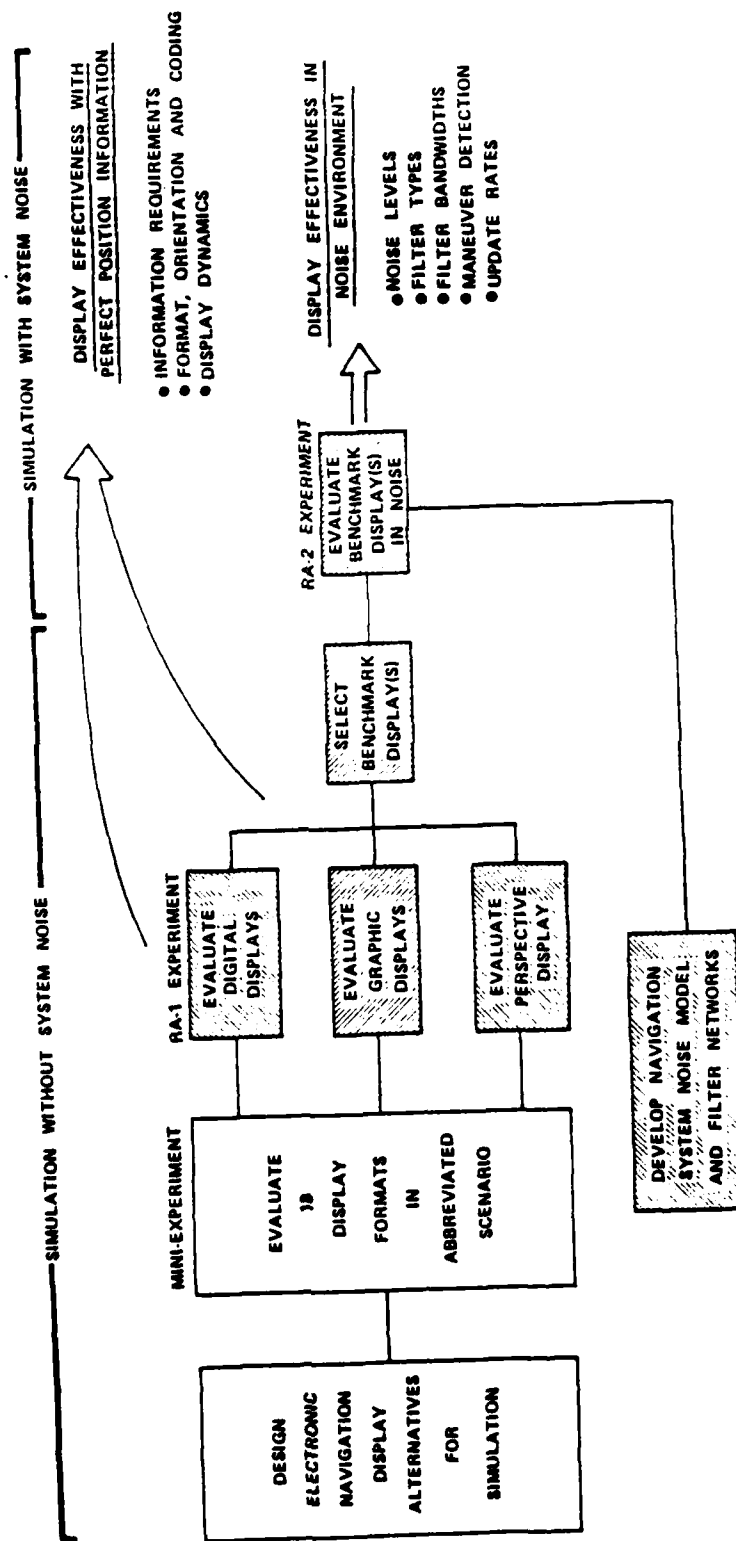 SIMULATION WITHOUT SYSTEM NOISE
SIMULATION WITH SYSTEM NOISE
DESIGN
ELECTRONIC
NAVIGATION
DISPLAY
ALTERNATIVES
FOR
SIMULATION
MINI-EXPERIMENT
EVALUATE
DISPLAY
FORMATS
IN
ABBREVIATED
SCENARIO
RA-1 EXPERIMENT
EVALUATE
DIGITAL
DISPLAYS
EVALUATE
GRAPHIC
DISPLAYS
EVALUATE
PERSPECTIVE
DISPLAY
SELECT
BENCHMARK
DISPLAY(S)
RA-2 EXPERIMENT
EVALUATE
BENCHMARK
DISPLAY(S)
IN NOISE
DEVELOP NAVIGATION
SYSTEM NOISE MODEL
AND FILTER NETWORKS
DISPLAY EFFECTIVENESS WITH
PERFECT POSITION INFORMATION
● INFORMATION REQUIREMENTS
● FORMAT, ORIENTATION AND CODING
● DISPLAY DYNAMICS
DISPLAY EFFECTIVENESS IN
NOISE ENVIRONMENT
● NOISE LEVELS
● FILTER TYPES
● FILTER BANDWIDTHS
● MANEUVER DETECTION
● UPDATE RATES